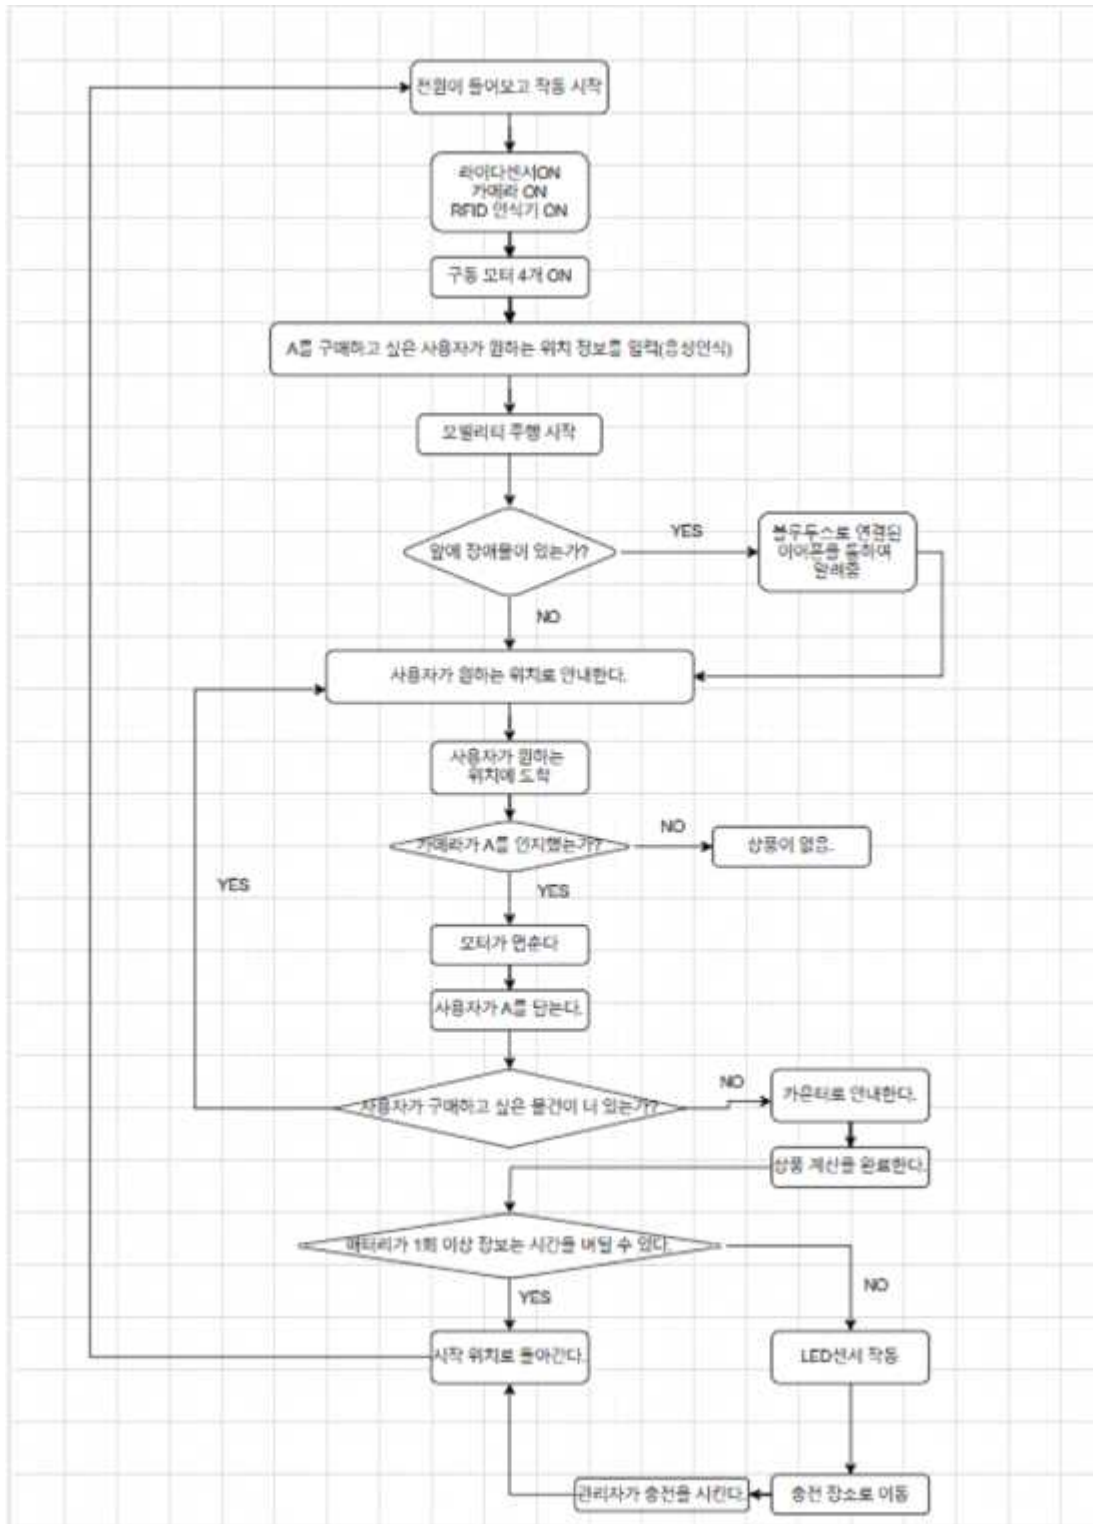 전원이 들어오고 작동 시작
라이다센서ON
카메라 ON
RFID 인식기 ON
구동 모터 4개 ON
A를 구매하고 싶은 사용자가 원하는 위치 정보를 입력(음성인식)
모빌리티 주행 시작
앞에 장애물이 있는가?
YES
블루투스로 연결된
이어폰을 통하여
알려줌
NO
사용자가 원하는 위치로 안내한다.
사용자가 원하는
위치에 도착
카메라가 A를 인지했는가?
NO
상품이 없음.
YES
YES
모터가 멈춘다
사용자가 A를 담는다.
사용자가 구매하고 싶은 물건이 더 있는가?
NO
카운터로 안내한다.
상품 계산을 완료한다.
배터리가 1회 이상 장보는 시간을 버틸 수 있다.
NO
YES
시작 위치로 돌아간다.
LED센서 작동
관리자가 충전을 시킨다.
충전 장소로 이동